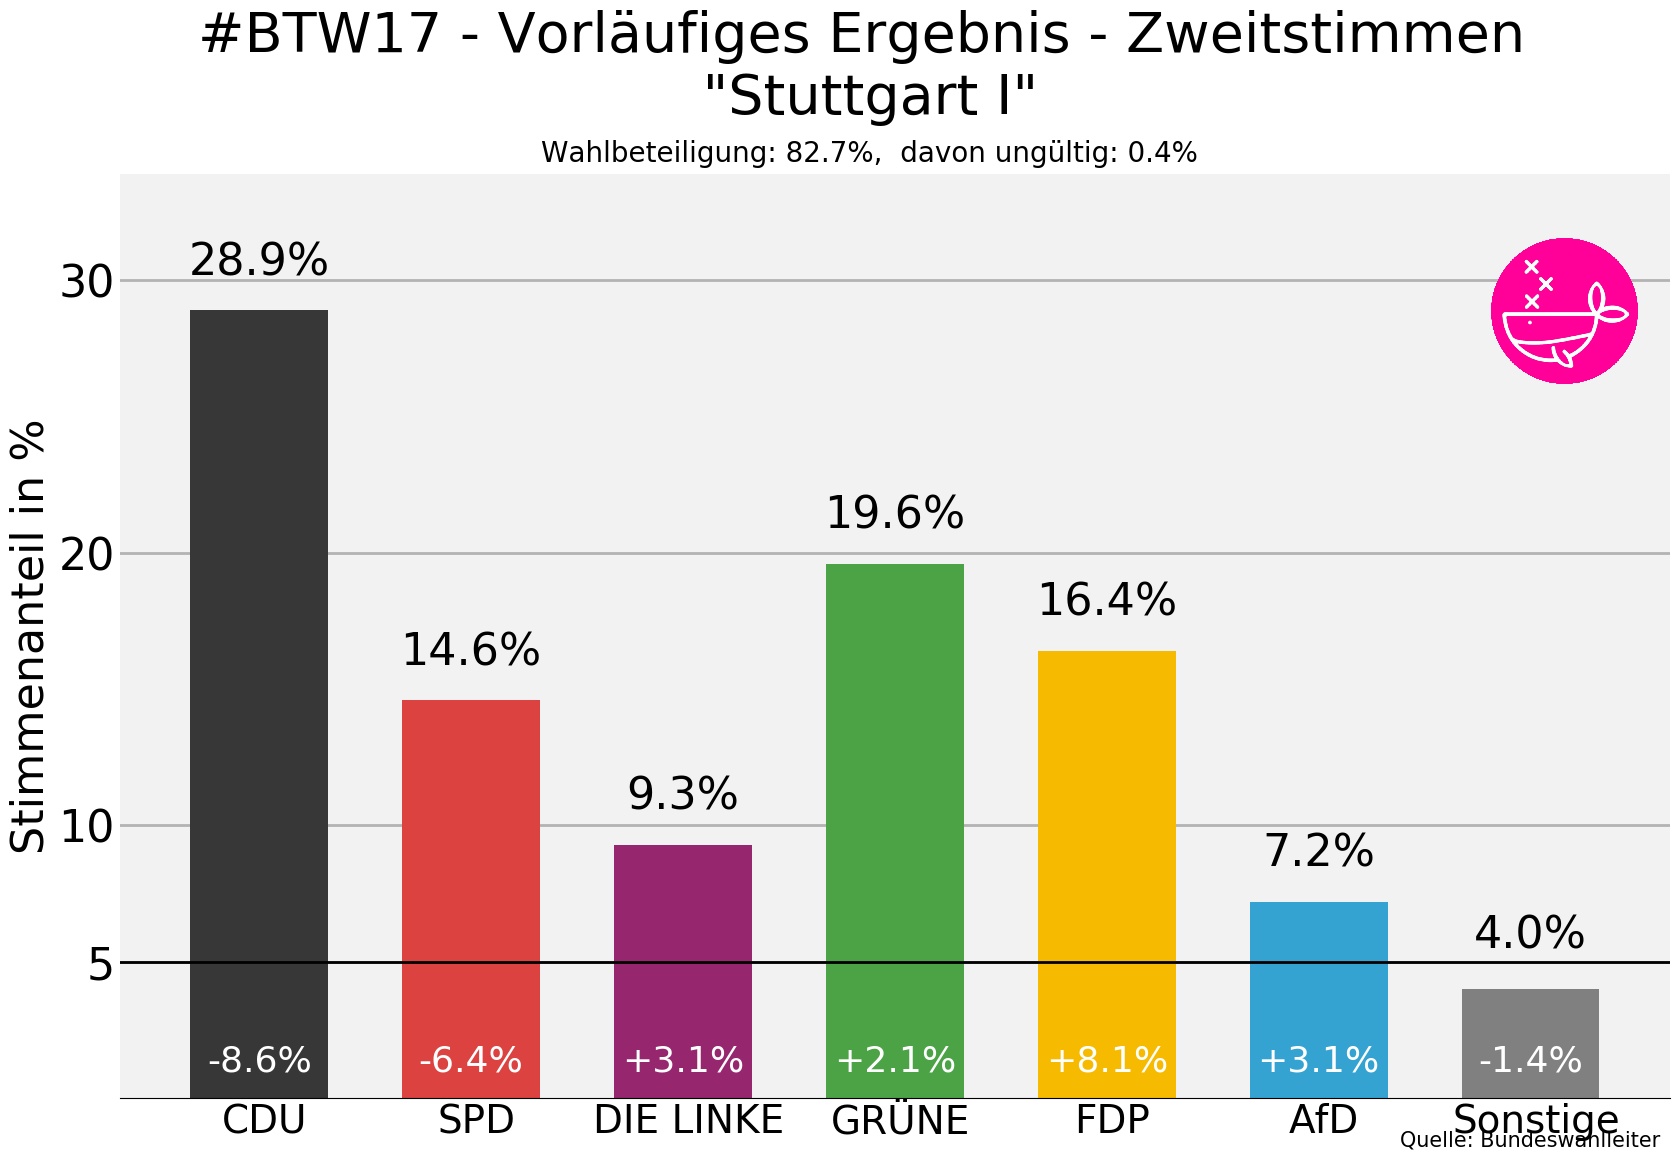 #BTW17 - Vorläufiges Ergebnis - Zweitstimmen
"Stuttgart I"
Wahlbeteiligung: 82.7%,  davon ungültig: 0.4%
Stimmenanteil in %
30
20
10
5
28.9%
14.6%
9.3%
19.6%
16.4%
7.2%
4.0%
-8.6%
-6.4%
+3.1%
+2.1%
+8.1%
+3.1%
-1.4%
CDU
SPD
DIE LINKE
GRÜNE
FDP
AfD
Sonstige
Quelle: Bundeswahlleiter